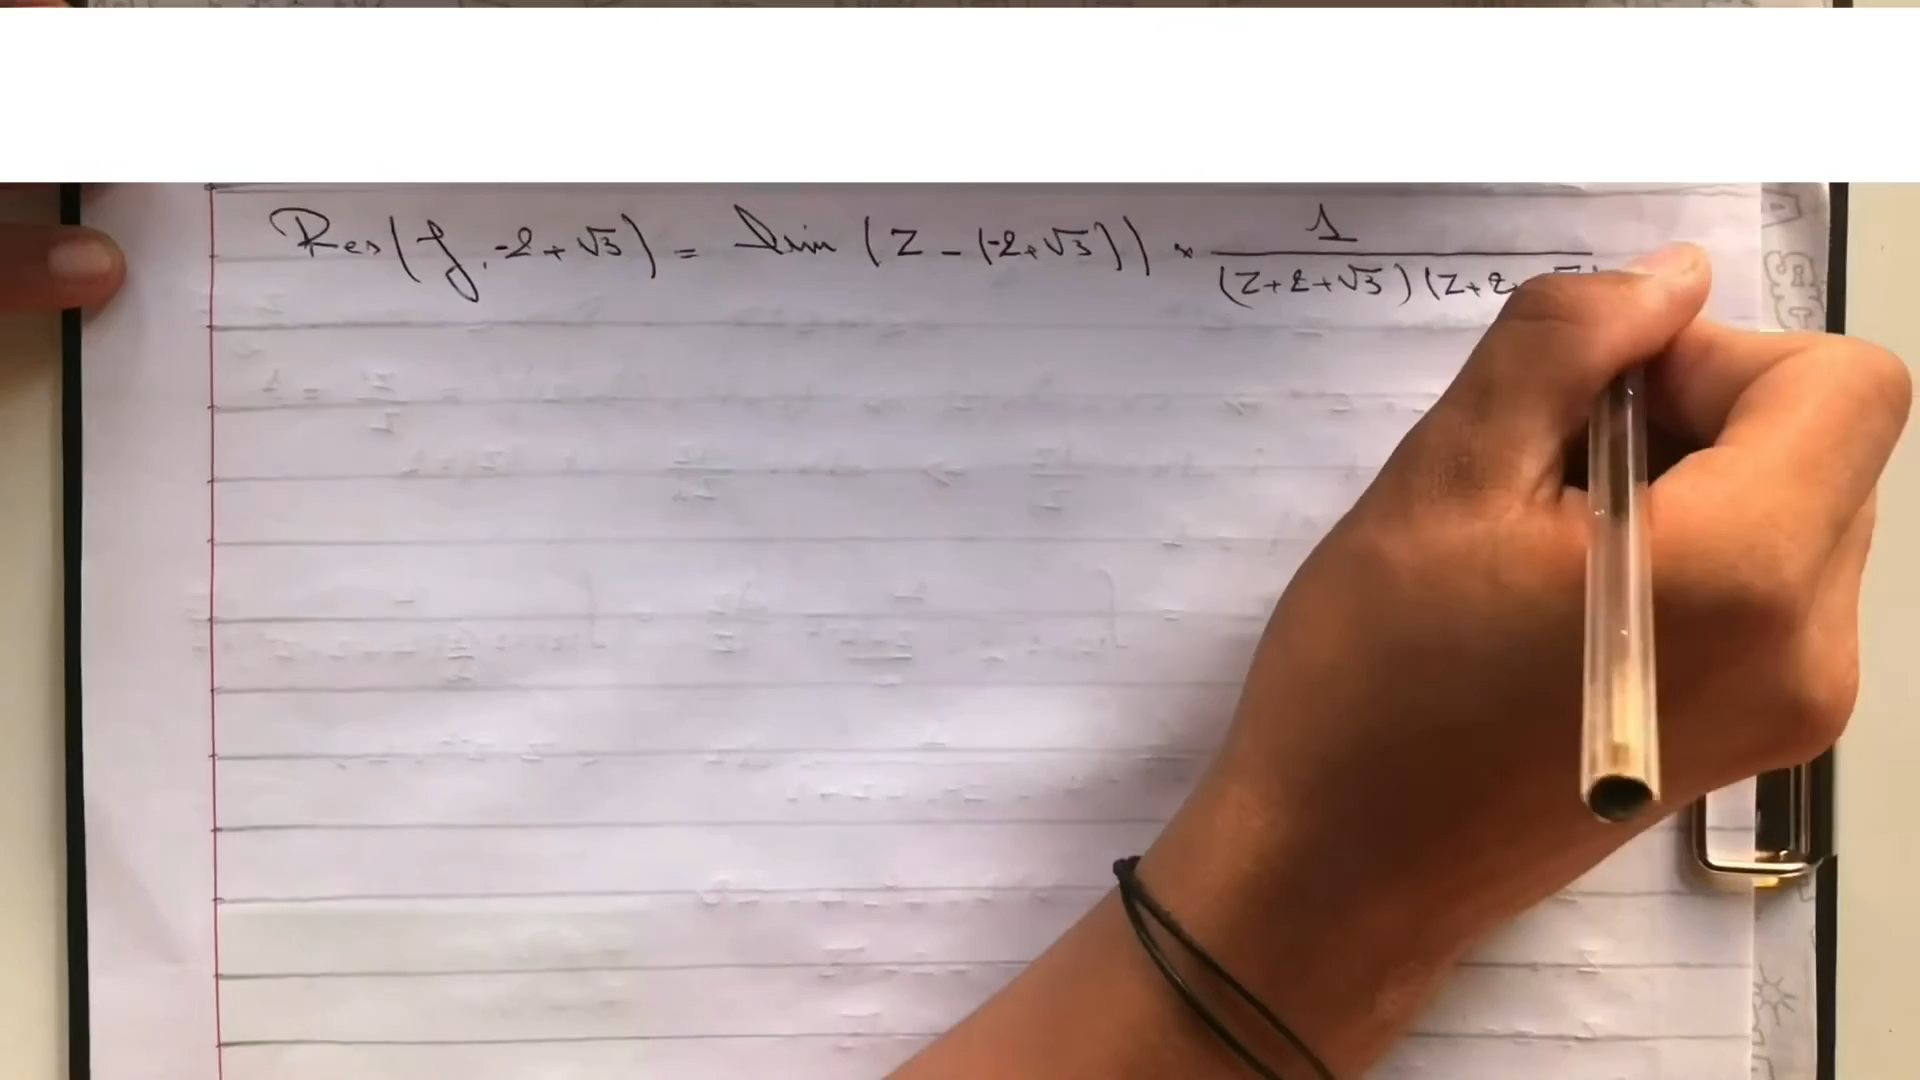 Res(f, -2+√3) = lim (Z - (-2+√3)) × 1/((Z+2+√3)(Z+2